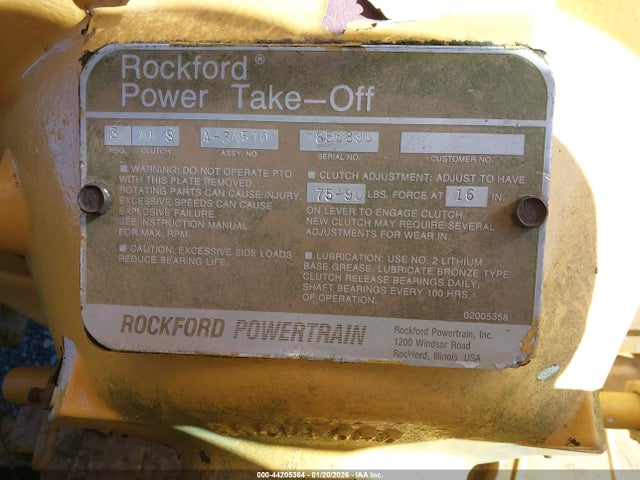 Rockford®
Power Take-Off
3 11 S 4-34510
HSG. CLUTCH ASSY. NO SERIAL NO. CUSTOMER NO.
■ WARNING: DO NOT OPERATE PTO
WITH THIS PLATE REMOVED.
ROTATING PARTS CAN CAUSE INJURY
EXCESSIVE SPEEDS CAN CAUSE
EXPLOSIVE FAILURE.
SEE INSTRUCTION MANUAL
FOR MAX. RPM.
■ CAUTION: EXCESSIVE SIDE LOADS
REDUCE BEARING LIFE.
■ CLUTCH ADJUSTMENT: ADJUST TO HAVE
LBS. FORCE AT 16 IN.
ON LEVER TO ENGAGE CLUTCH.
NEW CLUTCH MAY REQUIRE SEVERAL
ADJUSTMENTS FOR WEAR IN.
■ LUBRICATION: USE NO. 2 LITHIUM
BASE GREASE. LUBRICATE BRONZE TYPE
CLUTCH RELEASE BEARINGS DAILY.
SHAFT BEARINGS EVERY 100 HRS.
OF OPERATION.
02005358
ROCKFORD POWERTRAIN
Rockford Powertrain, Inc.
1200 Windsor Road
Rockford, Illinois USA
000-44205364 - 01/20/2026 - IAA Inc.